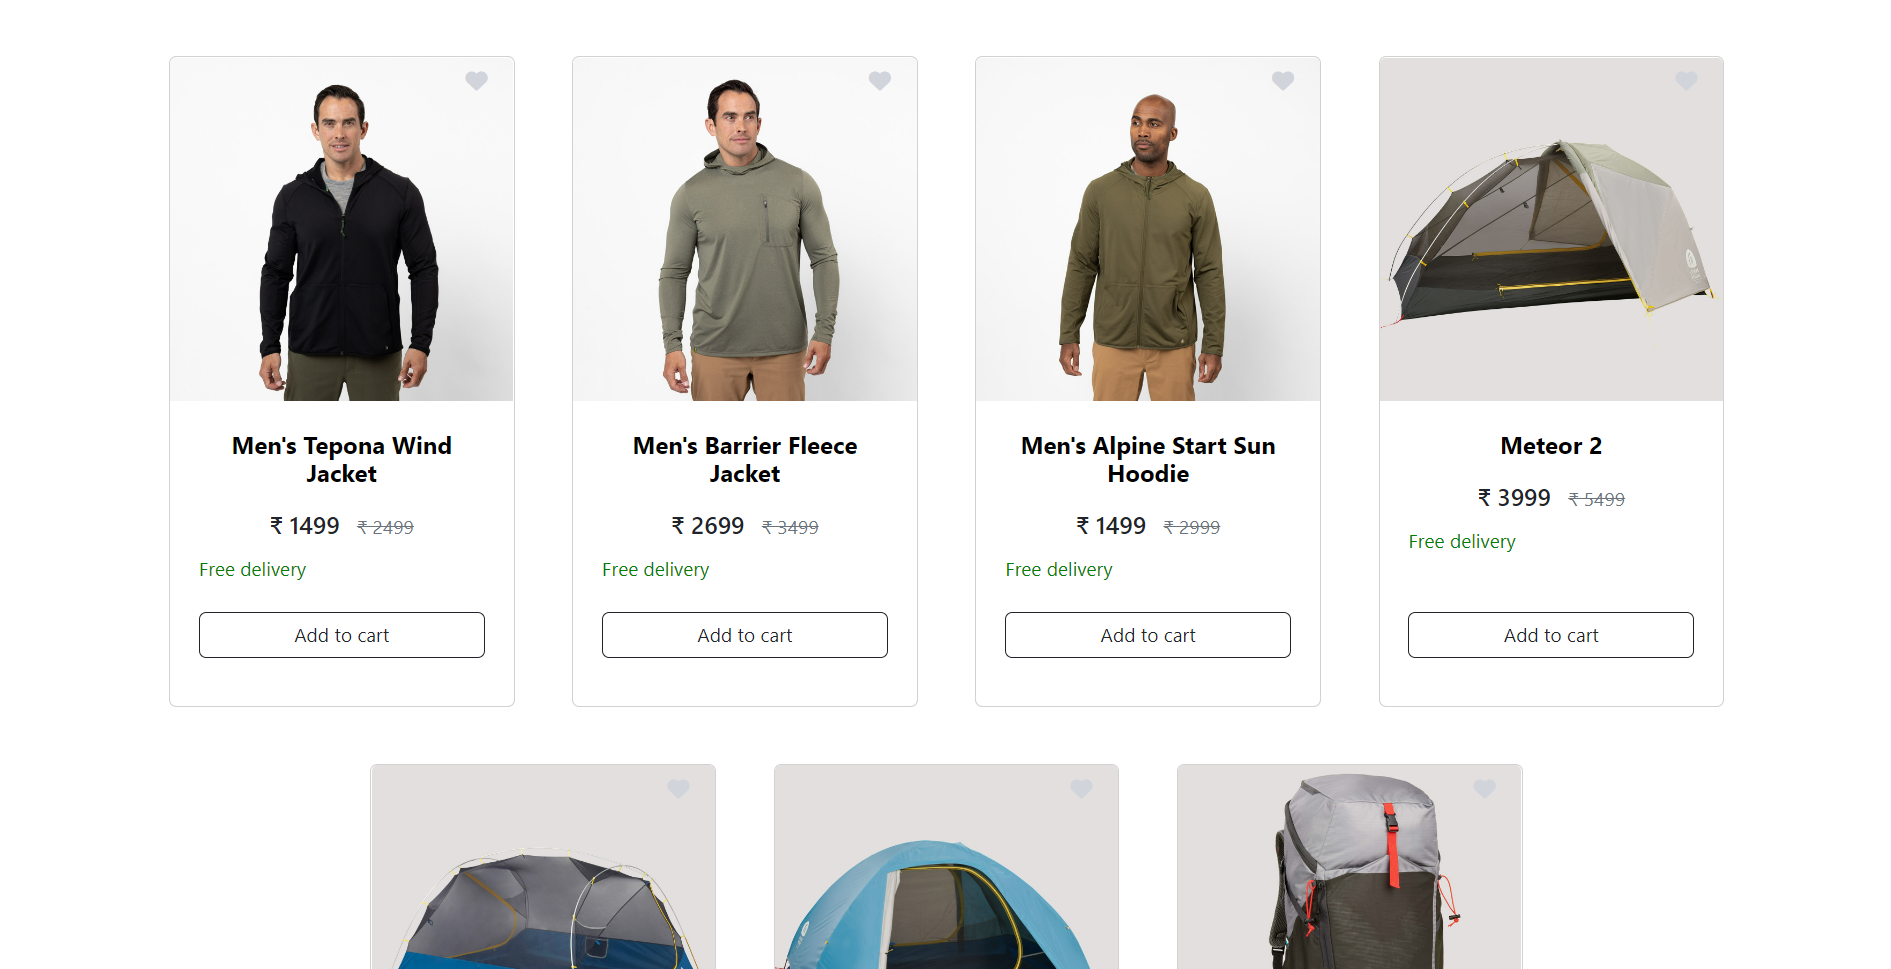 Men's Tepona Wind
Jacket
₹ 1499 ₹ 2499
Free delivery
Add to cart
Men's Barrier Fleece
Jacket
₹ 2699 ₹ 3499
Free delivery
Add to cart
Men's Alpine Start Sun
Hoodie
₹ 1499 ₹ 2999
Free delivery
Add to cart
Meteor 2
₹ 3999 ₹ 5499
Free delivery
Add to cart